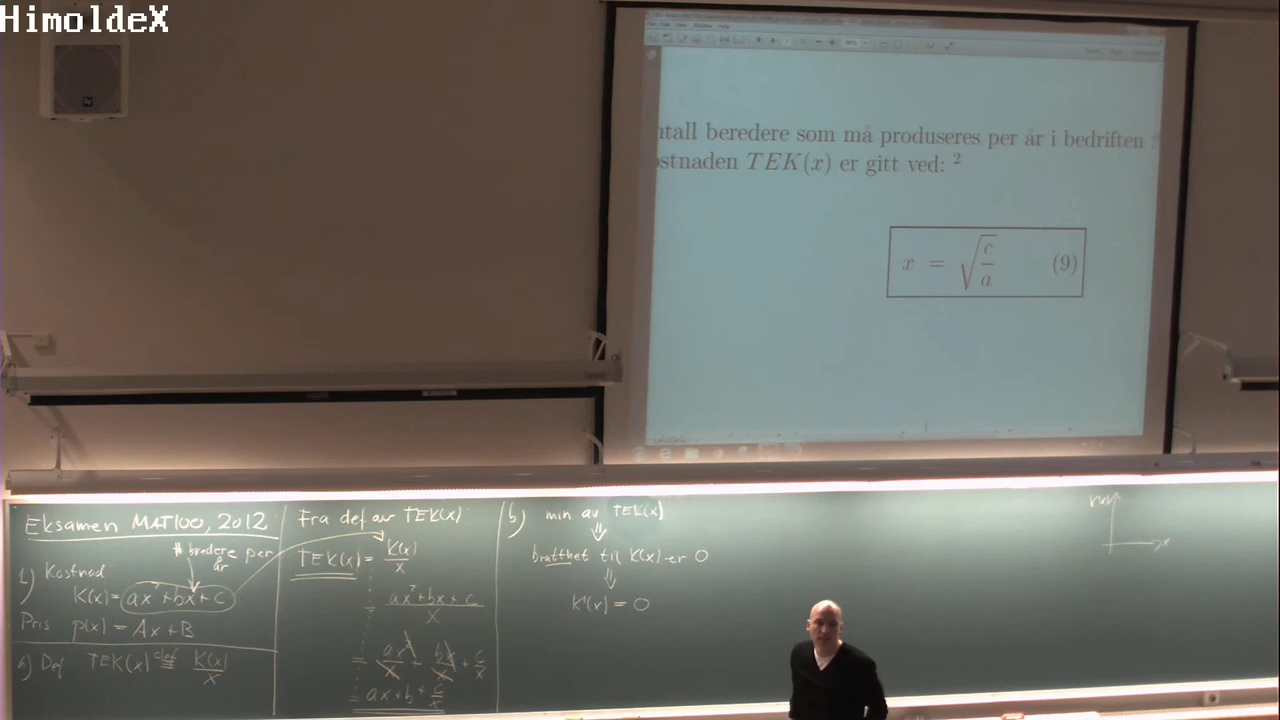 HimoldeX
ntall beredere som må produseres per år i bedriften
ostnaden TEK(x) er gitt ved: ²
x = √(c/a) (9)
Eksamen MAT100, 2012
# bredere per
år
1) Kostnad
K(x) = ax² + bx + c
Pris p(x) = Ax + B
a) Def TEK(x) def= K(x)/x
Fra def av TEK(x)
TEK(x) = K(x)/x
= ax² + bx + c / x
= ax²/x + bx/x + c/x
= ax + b + c/x
b) min av TEK(x)
⇓
bratthet til K(x) er 0
⇓
K'(x) = 0
K(x)
x